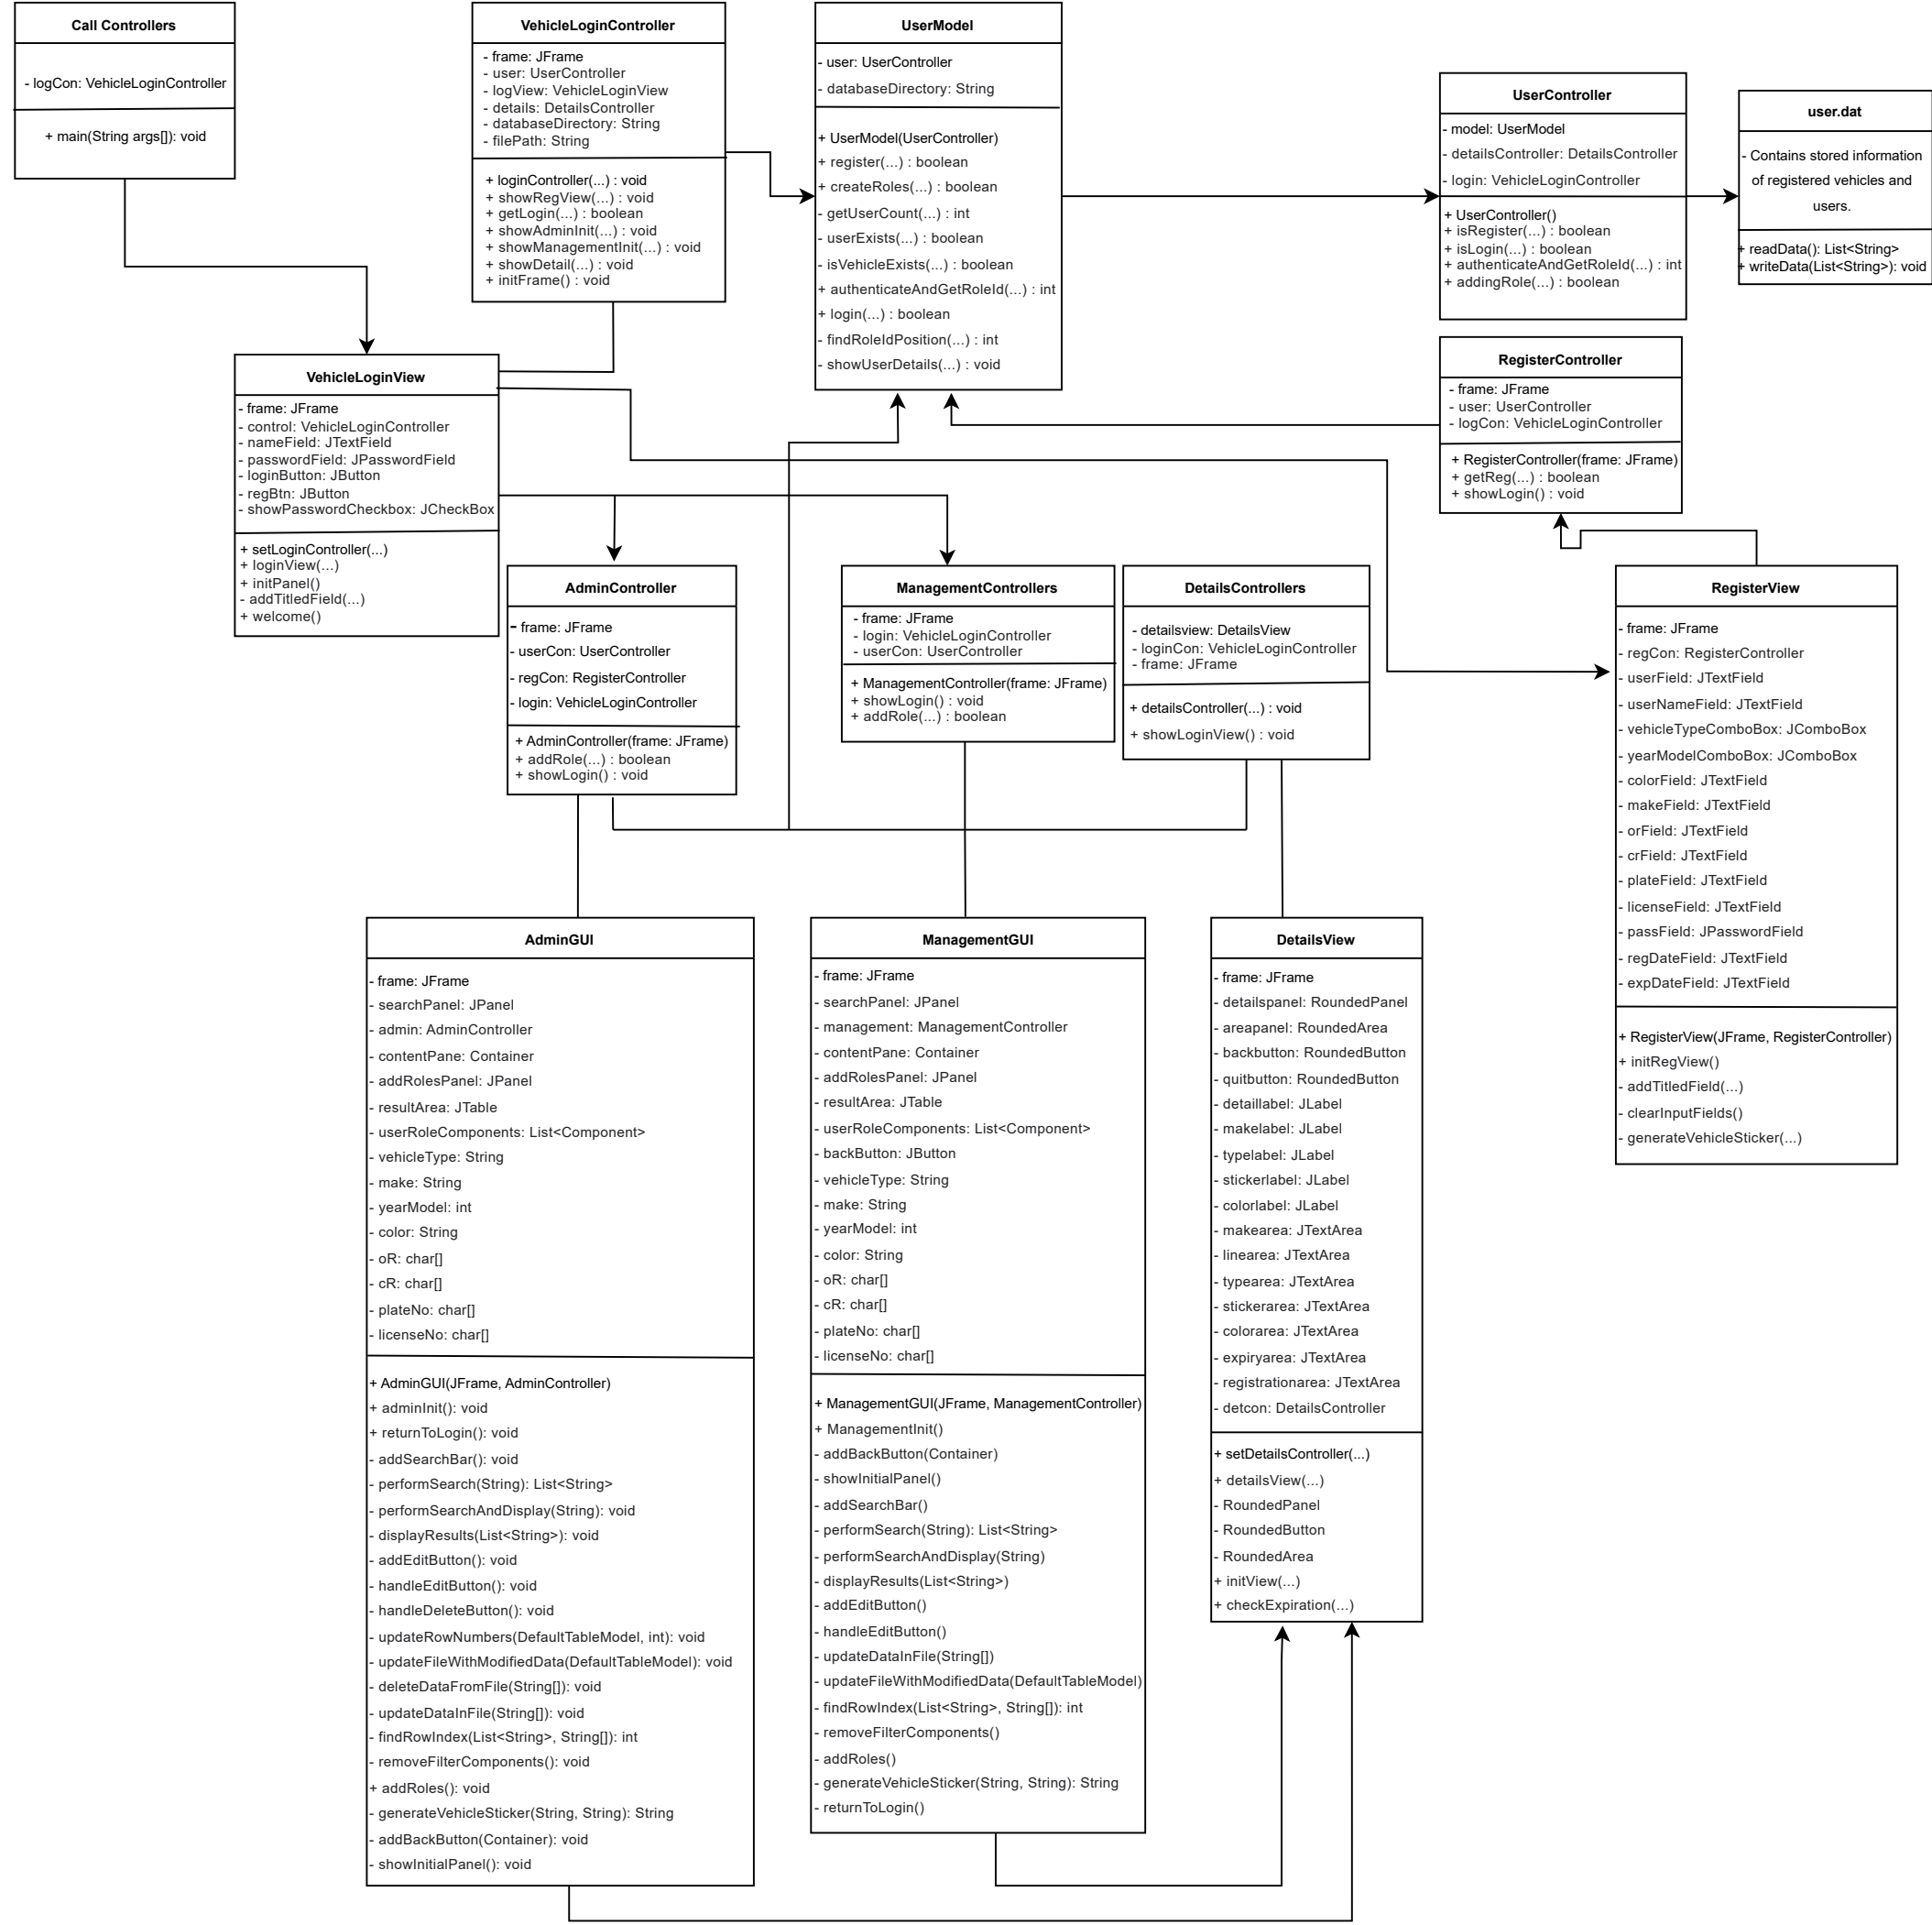 Call Controllers
- logCon: VehicleLoginController
+ main(String args[]): void
VehicleLoginController
- frame: JFrame
- user: UserController
- logView: VehicleLoginView
- details: DetailsController
- databaseDirectory: String
- filePath: String
+ loginController(...) : void
+ showRegView(...) : void
+ getLogin(...) : boolean
+ showAdminInit(...) : void
+ showManagementInit(...) : void
+ showDetail(...) : void
+ initFrame() : void
UserModel
- user: UserController
- databaseDirectory: String
+ UserModel(UserController)
+ register(...) : boolean
+ createRoles(...) : boolean
- getUserCount(...) : int
- userExists(...) : boolean
- isVehicleExists(...) : boolean
+ authenticateAndGetRoleId(...) : int
+ login(...) : boolean
- findRoleIdPosition(...) : int
- showUserDetails(...) : void
UserController
- model: UserModel
- detailsController: DetailsController
- login: VehicleLoginController
+ UserController()
+ isRegister(...) : boolean
+ isLogin(...) : boolean
+ authenticateAndGetRoleId(...) : int
+ addingRole(...) : boolean
user.dat
- Contains stored information
of registered vehicles and
users.
+ readData(): List<String>
+ writeData(List<String>): void
VehicleLoginView
- frame: JFrame
- control: VehicleLoginController
- nameField: JTextField
- passwordField: JPasswordField
- loginButton: JButton
- regBtn: JButton
- showPasswordCheckbox: JCheckBox
+ setLoginController(...)
+ loginView(...)
+ initPanel()
- addTitledField(...)
+ welcome()
RegisterController
- frame: JFrame
- user: UserController
- logCon: VehicleLoginController
+ RegisterController(frame: JFrame)
+ getReg(...) : boolean
+ showLogin() : void
AdminController
- frame: JFrame
- userCon: UserController
- regCon: RegisterController
- login: VehicleLoginController
+ AdminController(frame: JFrame)
+ addRole(...) : boolean
+ showLogin() : void
ManagementControllers
- frame: JFrame
- login: VehicleLoginController
- userCon: UserController
+ ManagementController(frame: JFrame)
+ showLogin() : void
+ addRole(...) : boolean
DetailsControllers
- detailsview: DetailsView
- loginCon: VehicleLoginController
- frame: JFrame
+ detailsController(...) : void
+ showLoginView() : void
RegisterView
- frame: JFrame
- regCon: RegisterController
- userField: JTextField
- userNameField: JTextField
- vehicleTypeComboBox: JComboBox
- yearModelComboBox: JComboBox
- colorField: JTextField
- makeField: JTextField
- orField: JTextField
- crField: JTextField
- plateField: JTextField
- licenseField: JTextField
- passField: JPasswordField
- regDateField: JTextField
- expDateField: JTextField
+ RegisterView(JFrame, RegisterController)
+ initRegView()
- addTitledField(...)
- clearInputFields()
- generateVehicleSticker(...)
AdminGUI
- frame: JFrame
- searchPanel: JPanel
- admin: AdminController
- contentPane: Container
- addRolesPanel: JPanel
- resultArea: JTable
- userRoleComponents: List<Component>
- vehicleType: String
- make: String
- yearModel: int
- color: String
- oR: char[]
- cR: char[]
- plateNo: char[]
- licenseNo: char[]
+ AdminGUI(JFrame, AdminController)
+ adminInit(): void
+ returnToLogin(): void
- addSearchBar(): void
- performSearch(String): List<String>
- performSearchAndDisplay(String): void
- displayResults(List<String>): void
- addEditButton(): void
- handleEditButton(): void
- handleDeleteButton(): void
- updateRowNumbers(DefaultTableModel, int): void
- updateFileWithModifiedData(DefaultTableModel): void
- deleteDataFromFile(String[]): void
- updateDataInFile(String[]): void
- findRowIndex(List<String>, String[]): int
- removeFilterComponents(): void
+ addRoles(): void
- generateVehicleSticker(String, String): String
- addBackButton(Container): void
- showInitialPanel(): void
ManagementGUI
- frame: JFrame
- searchPanel: JPanel
- management: ManagementController
- contentPane: Container
- addRolesPanel: JPanel
- resultArea: JTable
- userRoleComponents: List<Component>
- backButton: JButton
- vehicleType: String
- make: String
- yearModel: int
- color: String
- oR: char[]
- cR: char[]
- plateNo: char[]
- licenseNo: char[]
+ ManagementGUI(JFrame, ManagementController)
+ ManagementInit()
- addBackButton(Container)
- showInitialPanel()
- addSearchBar()
- performSearch(String): List<String>
- performSearchAndDisplay(String)
- displayResults(List<String>)
- addEditButton()
- handleEditButton()
- updateDataInFile(String[])
- updateFileWithModifiedData(DefaultTableModel)
- findRowIndex(List<String>, String[]): int
- removeFilterComponents()
- addRoles()
- generateVehicleSticker(String, String): String
- returnToLogin()
DetailsView
- frame: JFrame
- detailspanel: RoundedPanel
- areapanel: RoundedArea
- backbutton: RoundedButton
- quitbutton: RoundedButton
- detaillabel: JLabel
- makelabel: JLabel
- typelabel: JLabel
- stickerlabel: JLabel
- colorlabel: JLabel
- makearea: JTextArea
- linearea: JTextArea
- typearea: JTextArea
- stickerarea: JTextArea
- colorarea: JTextArea
- expiryarea: JTextArea
- registrationarea: JTextArea
- detcon: DetailsController
+ setDetailsController(...)
+ detailsView(...)
- RoundedPanel
- RoundedButton
- RoundedArea
+ initView(...)
+ checkExpiration(...)